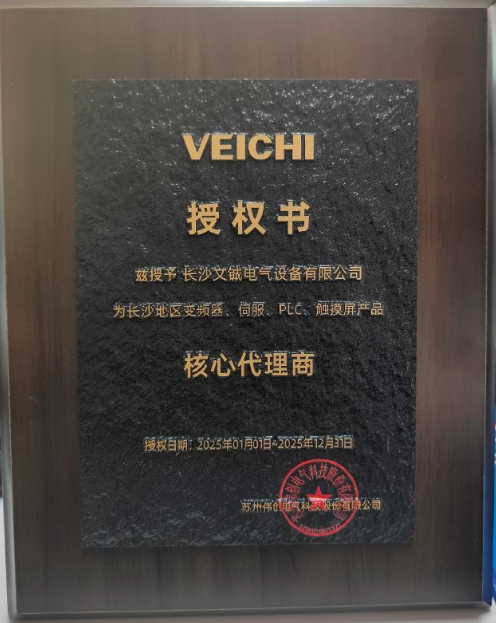 VEICHI
授权书
兹授予 长沙文钺电气设备有限公司
为长沙地区变频器、伺服、PLC、触摸屏产品
核心代理商
授权日期：2025年01月01日~2025年12月31日
苏州伟创电气科技股份有限公司